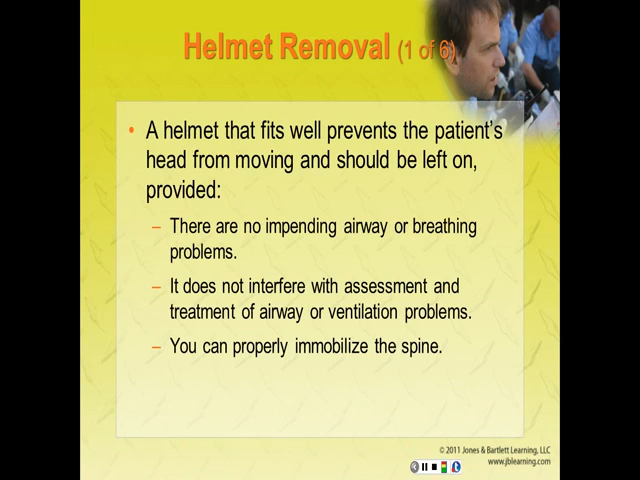 Helmet Removal (1 of 6)
• A helmet that fits well prevents the patient's
head from moving and should be left on,
provided:
– There are no impending airway or breathing
problems.
– It does not interfere with assessment and
treatment of airway or ventilation problems.
– You can properly immobilize the spine.
© 2011 Jones & Bartlett Learning, LLC
www.jblearning.com